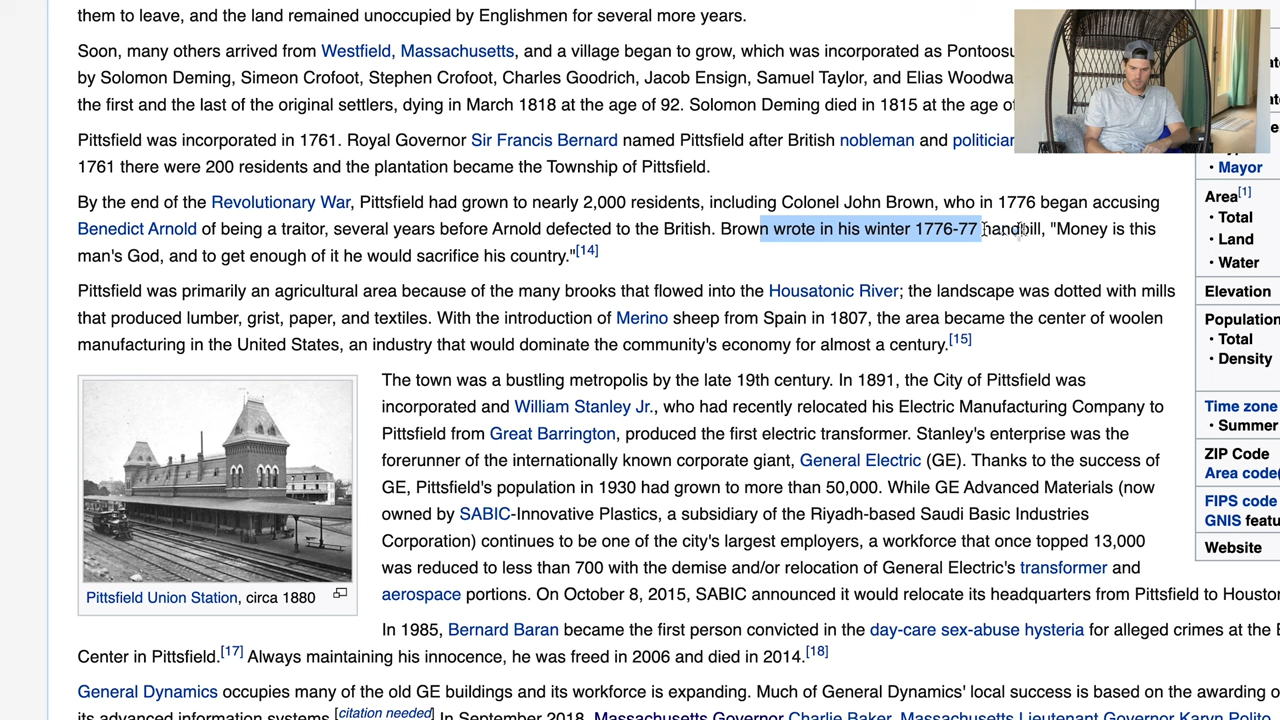 them to leave, and the land remained unoccupied by Englishmen for several more years.
Soon, many others arrived from Westfield, Massachusetts, and a village began to grow, which was incorporated as
by Solomon Deming, Simeon Crofoot, Stephen Crofoot, Charles Goodrich, Jacob Ensign, Samuel Taylor, and Elias
the first and the last of the original settlers, dying in March 1818 at the age of 92. Solomon Deming died in 1815 at the age
Pittsfield was incorporated in 1761. Royal Governor Sir Francis Bernard named Pittsfield after British nobleman and politician
1761 there were 200 residents and the plantation became the Township of Pittsfield.
By the end of the Revolutionary War, Pittsfield had grown to nearly 2,000 residents, including Colonel John Brown, who in 1776 began accusing
Benedict Arnold of being a traitor, several years before Arnold defected to the British. Brown wrote in his winter 1776-77 handbill, "Money is this
man's God, and to get enough of it he would sacrifice his country."[14]
Pittsfield was primarily an agricultural area because of the many brooks that flowed into the Housatonic River; the landscape was dotted with mills
that produced lumber, grist, paper, and textiles. With the introduction of Merino sheep from Spain in 1807, the area became the center of woolen
manufacturing in the United States, an industry that would dominate the community's economy for almost a century.[15]
The town was a bustling metropolis by the late 19th century. In 1891, the City of Pittsfield was
incorporated and William Stanley Jr., who had recently relocated his Electric Manufacturing Company to
Pittsfield from Great Barrington, produced the first electric transformer. Stanley's enterprise was the
forerunner of the internationally known corporate giant, General Electric (GE). Thanks to the success of
GE, Pittsfield's population in 1930 had grown to more than 50,000. While GE Advanced Materials (now
owned by SABIC-Innovative Plastics, a subsidiary of the Riyadh-based Saudi Basic Industries
Corporation) continues to be one of the city's largest employers, a workforce that once topped 13,000
was reduced to less than 700 with the demise and/or relocation of General Electric's transformer and
aerospace portions. On October 8, 2015, SABIC announced it would relocate its headquarters from Pittsfield to
Pittsfield Union Station, circa 1880
In 1985, Bernard Baran became the first person convicted in the day-care sex-abuse hysteria for alleged crimes at the
Center in Pittsfield.[17] Always maintaining his innocence, he was freed in 2006 and died in 2014.[18]
General Dynamics occupies many of the old GE buildings and its workforce is expanding. Much of General Dynamics' local success is based on the awarding
its advanced information systems.[citation needed] In September 2018, Massachusetts Governor Charlie Baker, Massachusetts Lieutenant Governor Karyn Polito
• Mayor
Area[1]
• Total
• Land
• Water
Elevation
Population
• Total
• Density
Time zone
• Summer
ZIP Code
Area code(
FIPS code
GNIS
Website